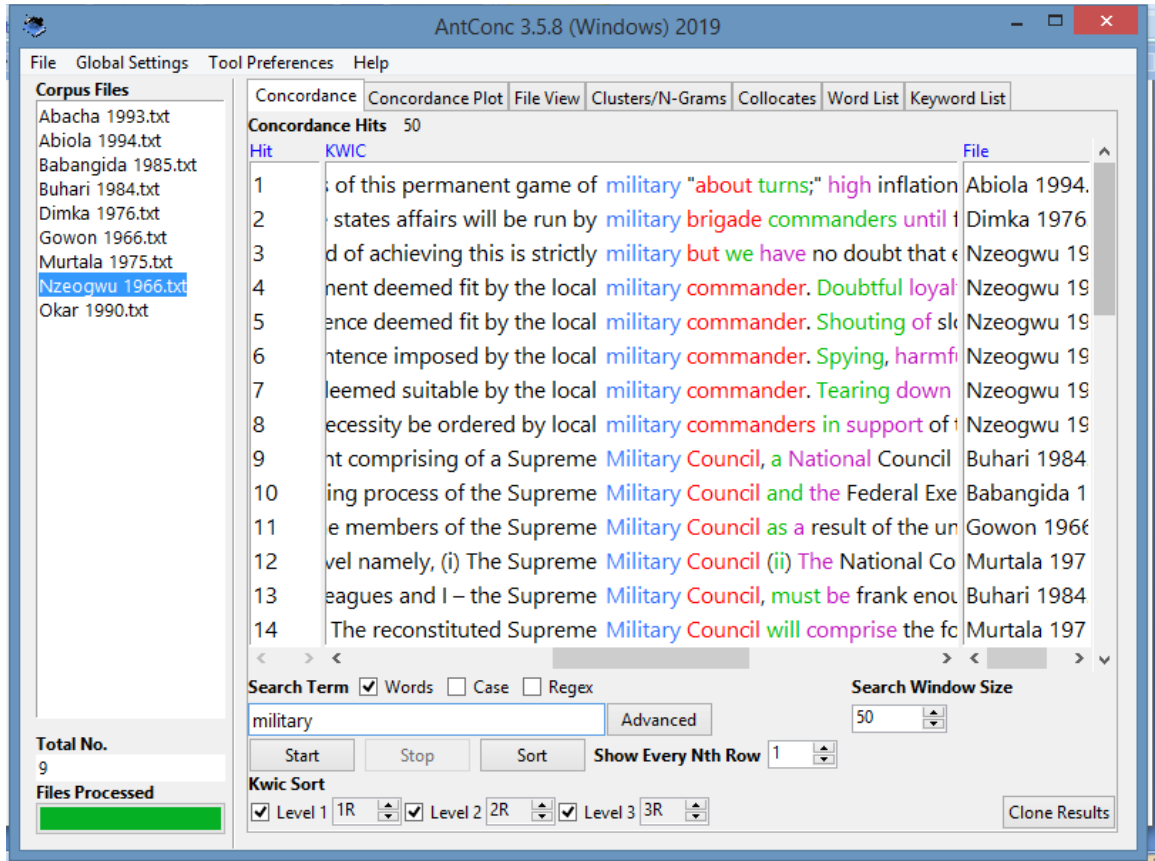 AntConc 3.5.8 (Windows) 2019
File Global Settings Tool Preferences Help
Corpus Files
Abacha 1993.txt
Abiola 1994.txt
Babangida 1985.txt
Buhari 1984.txt
Dimka 1976.txt
Gowon 1966.txt
Murtala 1975.txt
Nzeogwu 1966.txt
Okar 1990.txt
Total No.
9
Files Processed
Concordance Concordance Plot File View Clusters/N-Grams Collocates Word List Keyword List
Concordance Hits 50
Hit KWIC File
1 of this permanent game of military "about turns;" high inflation Abiola 1994.
2 states affairs will be run by military brigade commanders until Dimka 1976
3 of achieving this is strictly military but we have no doubt that Nzeogwu 19
4 deemed fit by the local military commander. Doubtful Nzeogwu 19
5 deemed fit by the local military commander. Shouting of Nzeogwu 19
6 imposed by the local military commander. Spying, Nzeogwu 19
7 deemed suitable by the local military commander. Tearing down Nzeogwu 19
8 be ordered by local military commanders in support of Nzeogwu 19
9 comprising of a Supreme Military Council, a National Council Buhari 1984
10 process of the Supreme Military Council and the Federal Exe Babangida 1
11 members of the Supreme Military Council as a result of the un Gowon 1966
12 namely, (i) The Supreme Military Council (ii) The National Co Murtala 197
13 and I – the Supreme Military Council, must be frank Buhari 1984
14 The reconstituted Supreme Military Council will comprise the Murtala 197
Search Term Words Case Regex Search Window Size
military Advanced 50
Start Stop Sort Show Every Nth Row 1
Kwic Sort
Level 1 1R Level 2 2R Level 3 3R Clone Results